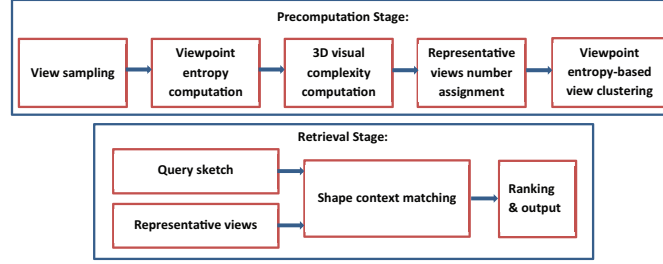 Precomputation Stage:
View sampling
Viewpoint
entropy
computation
3D visual
complexity
computation
Representative
views number
assignment
Viewpoint
entropy-based
view clustering
Retrieval Stage:
Query sketch
Representative views
Shape context matching
Ranking
& output